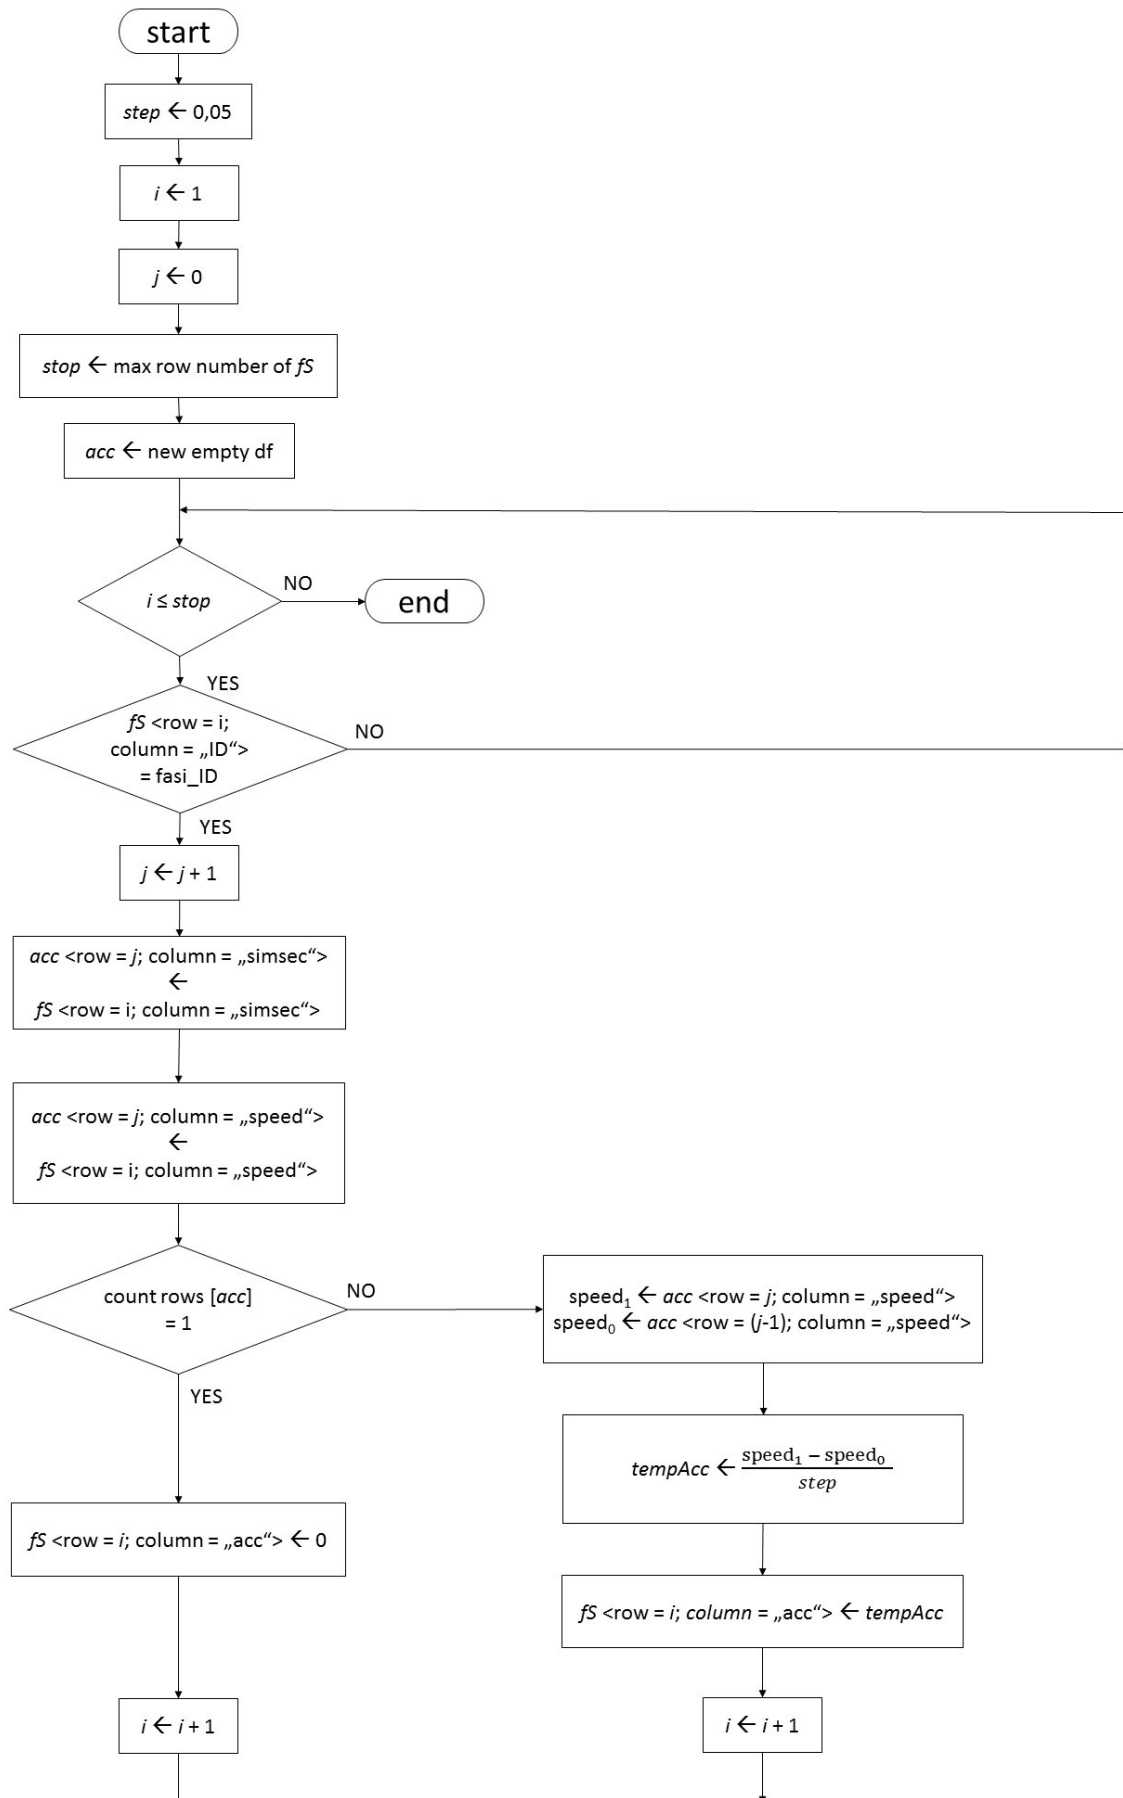 start
step ← 0,05
i ← 1
j ← 0
stop ← max row number of fS
acc ← new empty df
i ≤ stop
NO
end
YES
fS <row = i;
column = „ID“>
= fasi_ID
NO
YES
j ← j + 1
acc <row = j; column = „simsec“>
←
fS <row = i; column = „simsec“>
acc <row = j; column = „speed“>
←
fS <row = i; column = „speed“>
count rows [acc]
= 1
NO
speed₁ ← acc <row = j; column = „speed“>
speed₀ ← acc <row = (j-1); column = „speed“>
YES
tempAcc ← (speed₁ − speed₀) / step
fS <row = i; column = „acc“> ← 0
fS <row = i; column = „acc“> ← tempAcc
i ← i + 1
i ← i + 1